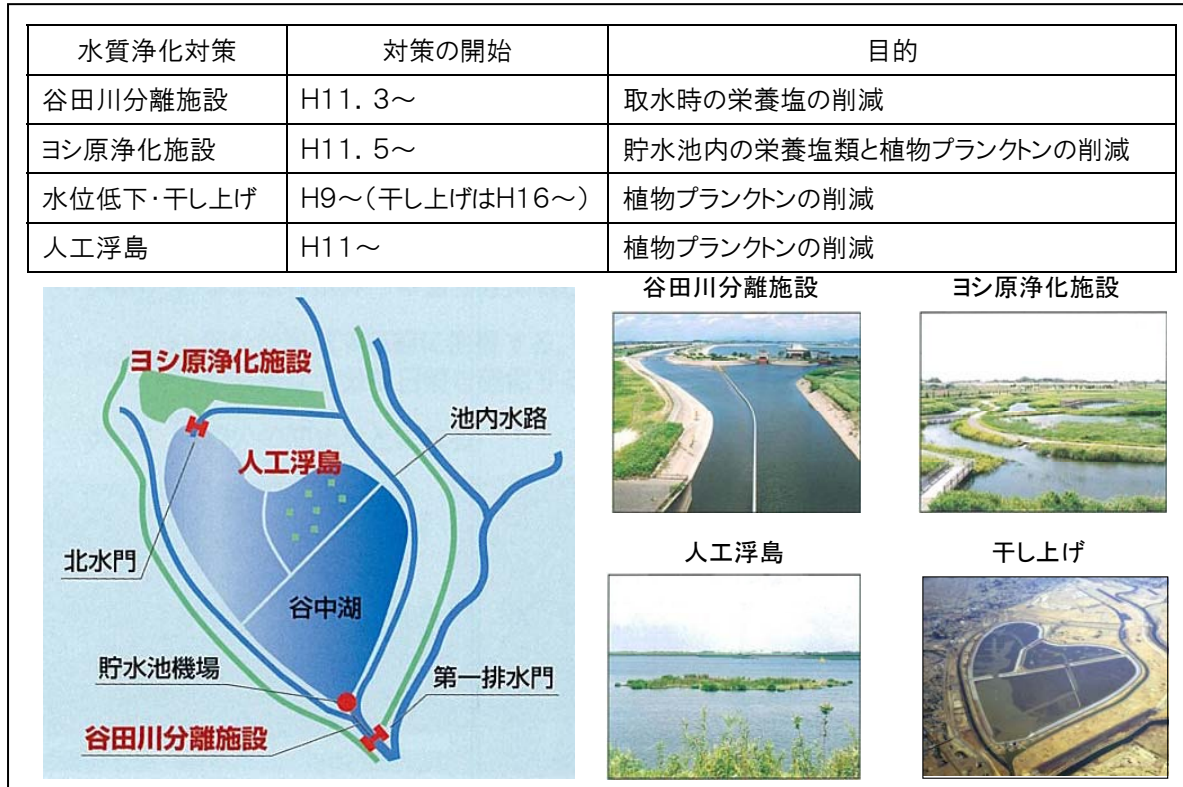 水質浄化対策 対策の開始 目的
谷田川分離施設 H11．3～ 取水時の栄養塩の削減
ヨシ原浄化施設 H11．5～ 貯水池内の栄養塩類と植物プランクトンの削減
水位低下・干し上げ H9～（干し上げはH16～） 植物プランクトンの削減
人工浮島 H11～ 植物プランクトンの削減
谷田川分離施設 ヨシ原浄化施設
ヨシ原浄化施設
池内水路
人工浮島
北水門
谷中湖
貯水池機場
第一排水門
谷田川分離施設
人工浮島 干し上げ